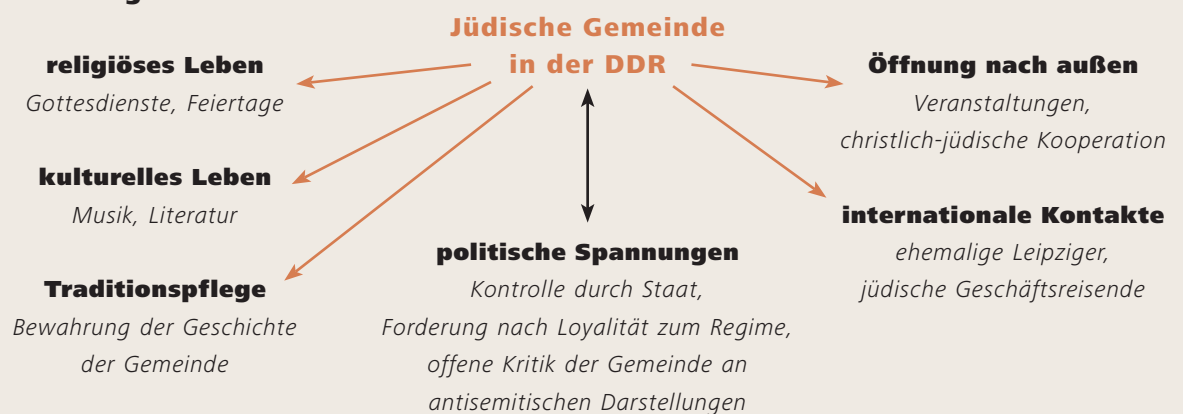 Jüdische Gemeinde
in der DDR
religiöses Leben
Gottesdienste, Feiertage
kulturelles Leben
Musik, Literatur
Traditionspflege
Bewahrung der Geschichte
der Gemeinde
politische Spannungen
Kontrolle durch Staat,
Forderung nach Loyalität zum Regime,
offene Kritik der Gemeinde an
antisemitischen Darstellungen
Öffnung nach außen
Veranstaltungen,
christlich-jüdische Kooperation
internationale Kontakte
ehemalige Leipziger,
jüdische Geschäftsreisende